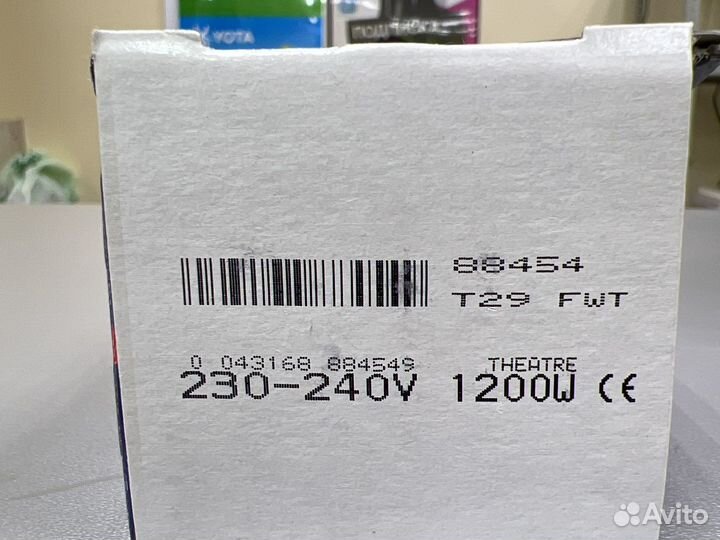 YOTA
88454
T29 FWT
0 043168 884549
THEATRE
230-240V 1200W CE
Avito